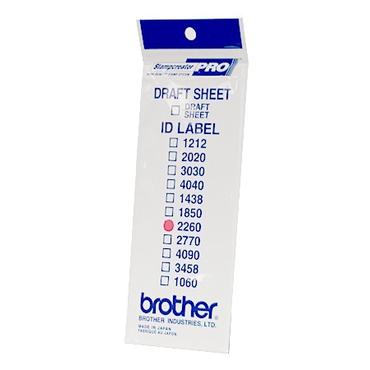 Stampcreator PRO
DRAFT SHEET
DRAFT
SHEET
ID LABEL
1212
2020
3030
4040
1438
1850
2260
2770
4090
3458
1060
brother
BROTHER INDUSTRIES, LTD.
MADE IN JAPAN
FABRIQUÉ AU JAPON